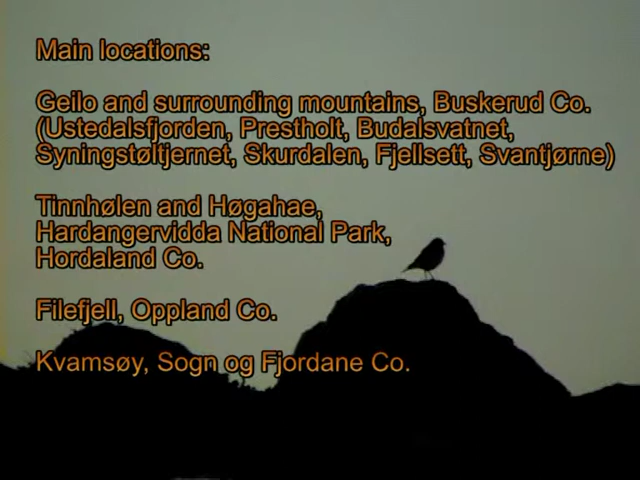 Main locations:
Geilo and surrounding mountains, Buskerud Co.
(Ustedalsfjorden, Prestholt, Budalsvatnet,
Syningstøltjernet, Skurdalen, Fjellsett, Svantjørne)
Tinnhølen and Høgahae,
Hardangervidda National Park,
Hordaland Co.
Filefjell, Oppland Co.
Kvamsøy, Sogn og Fjordane Co.